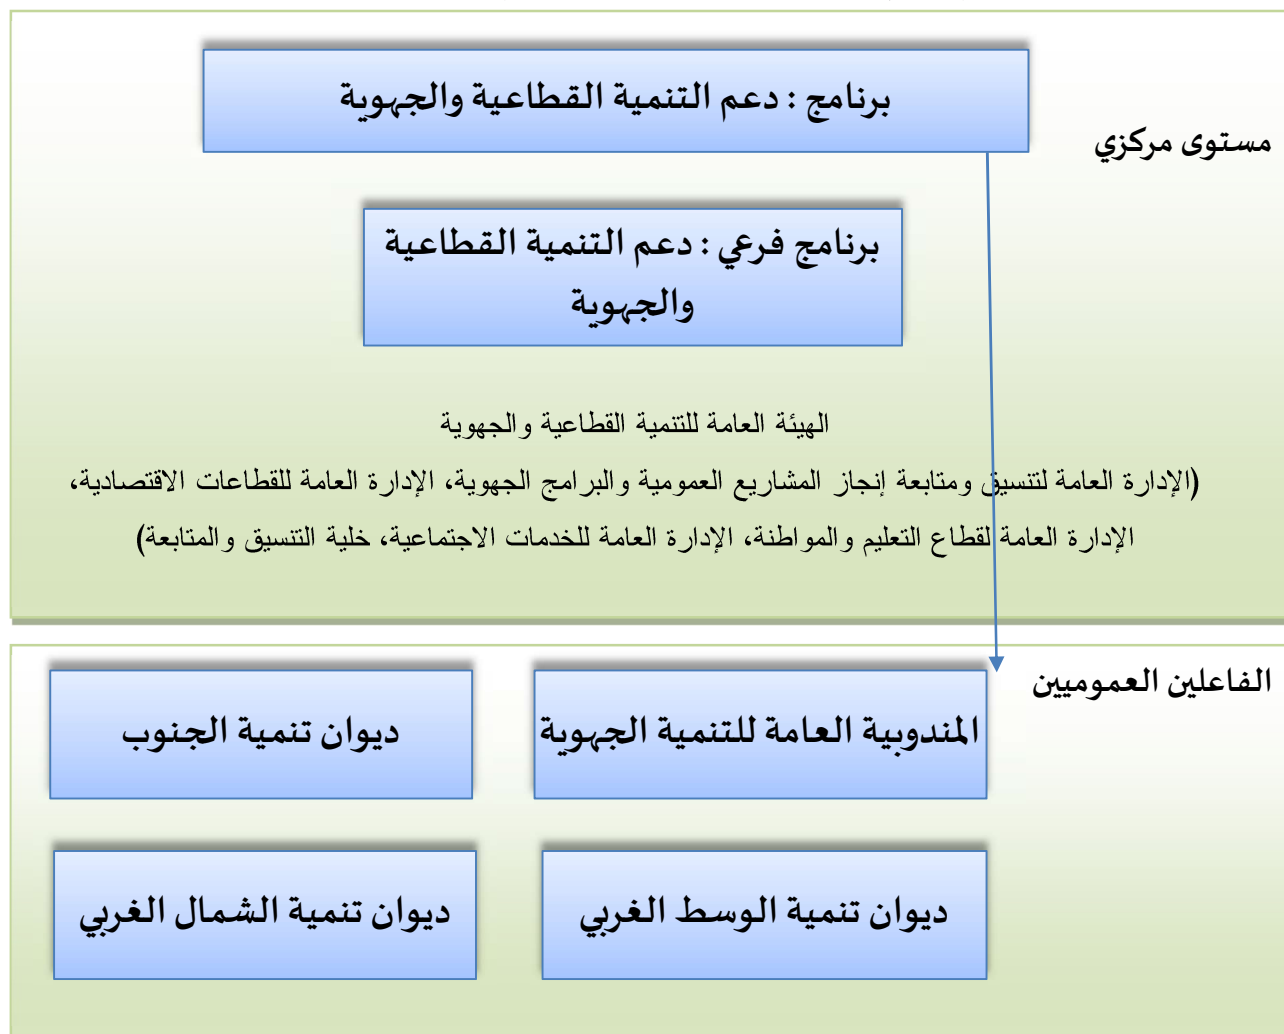 برنامج : دعم التنمية القطاعية والجهوية
مستوى مركزي
برنامج فرعي : دعم التنمية القطاعية
والجهوية
الهيئة العامة للتنمية القطاعية والجهوية
(الإدارة العامة لتنسيق ومتابعة إنجاز المشاريع العمومية والبرامج الجهوية، الإدارة العامة للقطاعات الاقتصادية،
الإدارة العامة لقطاع التعليم والمواطنة، الإدارة العامة للخدمات الاجتماعية، خلية التنسيق والمتابعة)
الفاعلين العموميين
المندوبية العامة للتنمية الجهوية
ديوان تنمية الجنوب
ديوان تنمية الوسط الغربي
ديوان تنمية الشمال الغربي